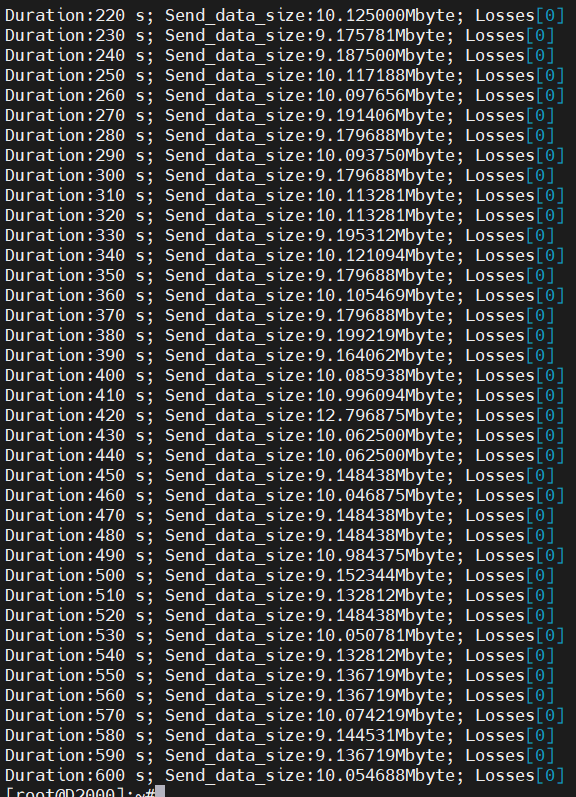 Duration:220 s; Send_data_size:10.125000Mbyte; Losses[0]
Duration:230 s; Send_data_size:9.175781Mbyte; Losses[0]
Duration:240 s; Send_data_size:9.187500Mbyte; Losses[0]
Duration:250 s; Send_data_size:10.117188Mbyte; Losses[0]
Duration:260 s; Send_data_size:10.097656Mbyte; Losses[0]
Duration:270 s; Send_data_size:9.191406Mbyte; Losses[0]
Duration:280 s; Send_data_size:9.179688Mbyte; Losses[0]
Duration:290 s; Send_data_size:10.093750Mbyte; Losses[0]
Duration:300 s; Send_data_size:9.179688Mbyte; Losses[0]
Duration:310 s; Send_data_size:10.113281Mbyte; Losses[0]
Duration:320 s; Send_data_size:10.113281Mbyte; Losses[0]
Duration:330 s; Send_data_size:9.195312Mbyte; Losses[0]
Duration:340 s; Send_data_size:10.121094Mbyte; Losses[0]
Duration:350 s; Send_data_size:9.179688Mbyte; Losses[0]
Duration:360 s; Send_data_size:10.105469Mbyte; Losses[0]
Duration:370 s; Send_data_size:9.179688Mbyte; Losses[0]
Duration:380 s; Send_data_size:9.199219Mbyte; Losses[0]
Duration:390 s; Send_data_size:9.164062Mbyte; Losses[0]
Duration:400 s; Send_data_size:10.085938Mbyte; Losses[0]
Duration:410 s; Send_data_size:10.996094Mbyte; Losses[0]
Duration:420 s; Send_data_size:12.796875Mbyte; Losses[0]
Duration:430 s; Send_data_size:10.062500Mbyte; Losses[0]
Duration:440 s; Send_data_size:10.062500Mbyte; Losses[0]
Duration:450 s; Send_data_size:9.148438Mbyte; Losses[0]
Duration:460 s; Send_data_size:10.046875Mbyte; Losses[0]
Duration:470 s; Send_data_size:9.148438Mbyte; Losses[0]
Duration:480 s; Send_data_size:9.148438Mbyte; Losses[0]
Duration:490 s; Send_data_size:10.984375Mbyte; Losses[0]
Duration:500 s; Send_data_size:9.152344Mbyte; Losses[0]
Duration:510 s; Send_data_size:9.132812Mbyte; Losses[0]
Duration:520 s; Send_data_size:9.148438Mbyte; Losses[0]
Duration:530 s; Send_data_size:10.050781Mbyte; Losses[0]
Duration:540 s; Send_data_size:9.132812Mbyte; Losses[0]
Duration:550 s; Send_data_size:9.136719Mbyte; Losses[0]
Duration:560 s; Send_data_size:9.136719Mbyte; Losses[0]
Duration:570 s; Send_data_size:10.074219Mbyte; Losses[0]
Duration:580 s; Send_data_size:9.144531Mbyte; Losses[0]
Duration:590 s; Send_data_size:9.136719Mbyte; Losses[0]
Duration:600 s; Send_data_size:10.054688Mbyte; Losses[0]
[root@D2000]:~#